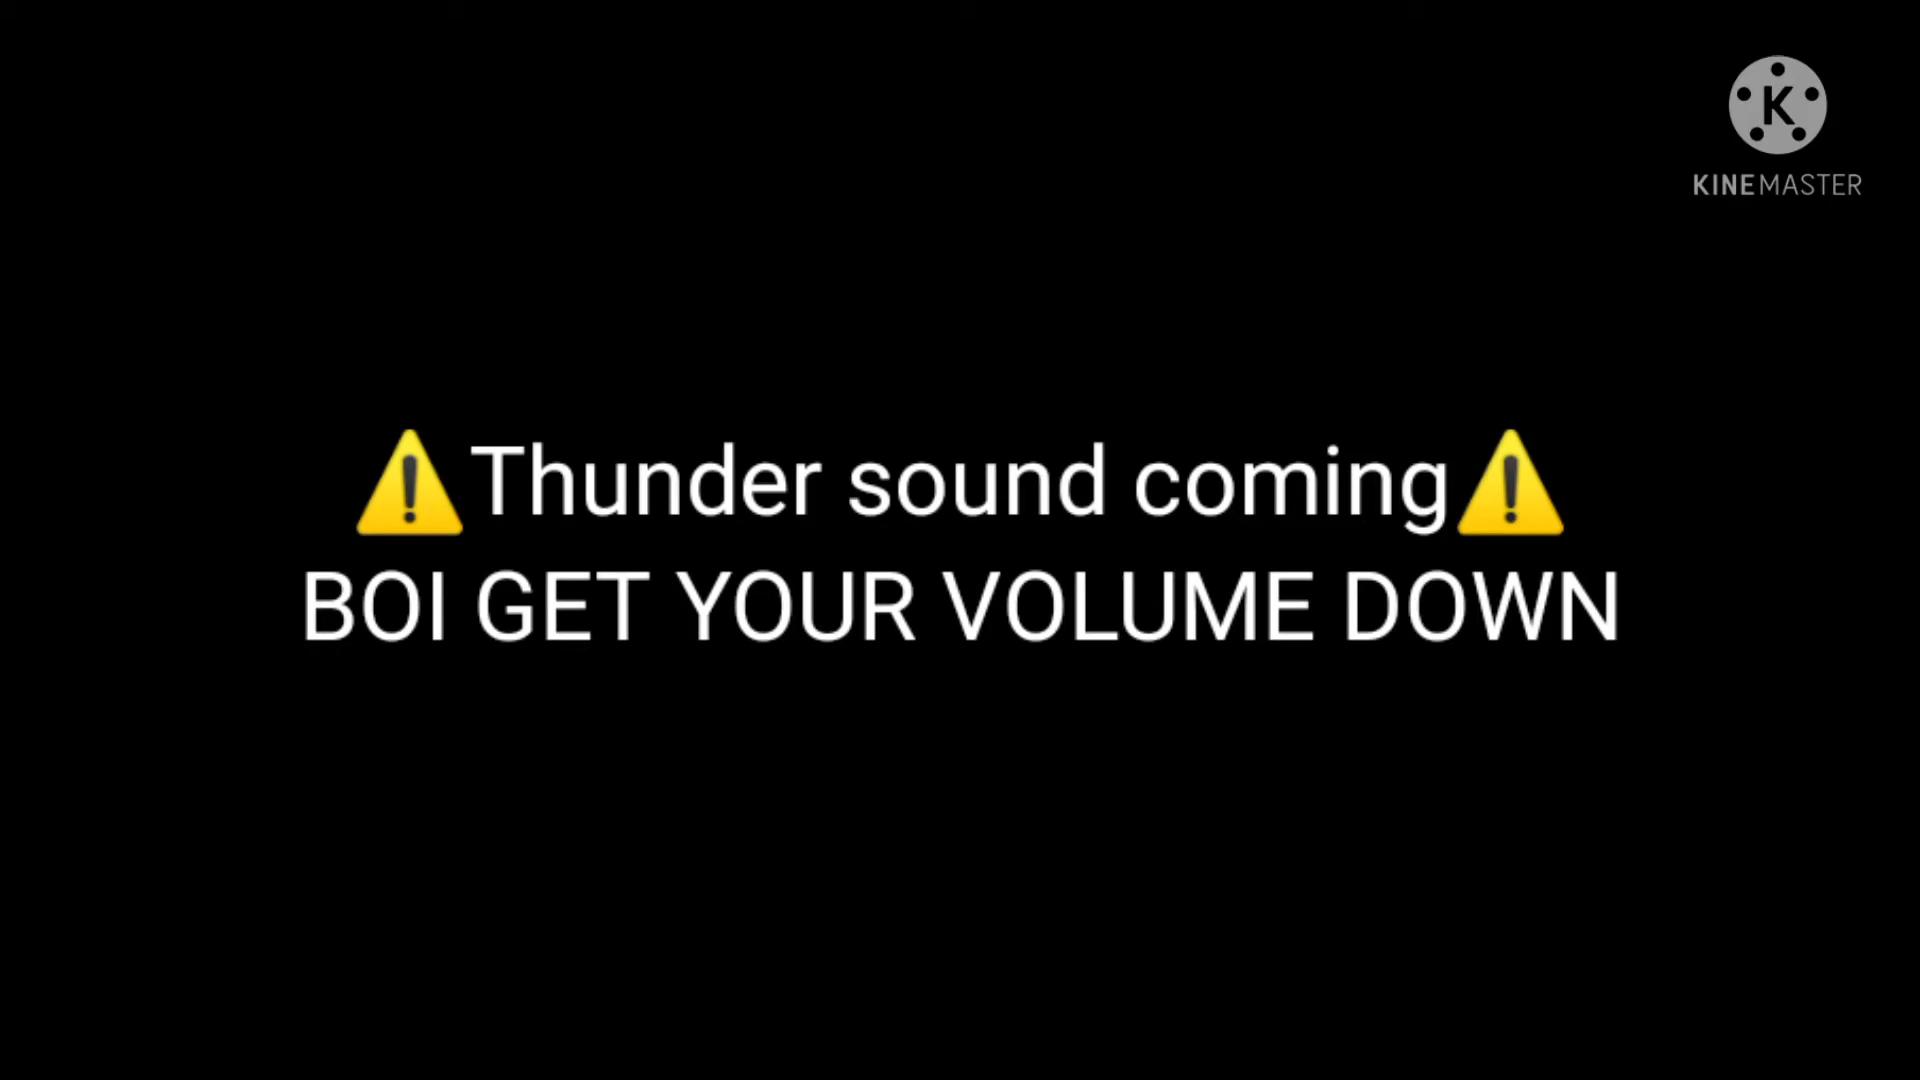 K
KINEMASTER
⚠️Thunder sound coming⚠️
BOI GET YOUR VOLUME DOWN